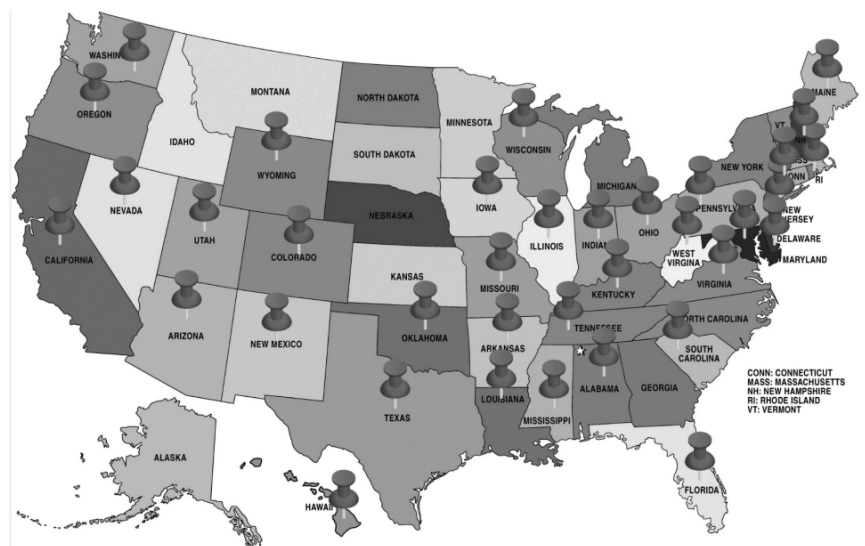 WASHIN
MONTANA
NORTH DAKOTA
MINNESOTA
MAINE
OREGON
VT
NH
IDAHO
SOUTH DAKOTA
WISCONSIN
NEW YORK
MICHIGAN
CONN
RI
WYOMING
NEVADA
IOWA
PENNSYLV
NEW
JERSEY
NEBRASKA
UTAH
ILLINOIS
INDIAN
OHIO
DELAWARE
CALIFORNIA
COLORADO
WEST
VIRGINIA
MARYLAND
KANSAS
MISSOURI
VIRGINIA
KENTUCKY
ARIZONA
NEW MEXICO
OKLAHOMA
ARKANSAS
TENNESSEE
NORTH CAROLINA
SOUTH
CAROLINA
CONN: CONNECTICUT
MASS: MASSACHUSETTS
NH: NEW HAMPSHIRE
RI: RHODE ISLAND
VT: VERMONT
TEXAS
LOUISIANA
MISSISSIPPI
ALABAMA
GEORGIA
ALASKA
HAWAII
FLORIDA